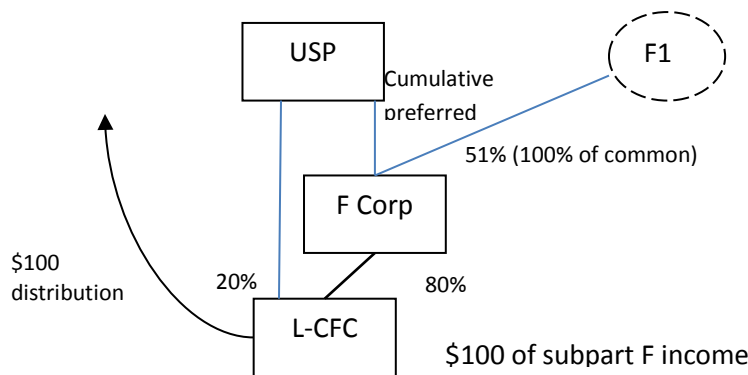 USP
F1
Cumulative
preferred
51% (100% of common)
F Corp
$100
distribution
20%
80%
L-CFC
$100 of subpart F income